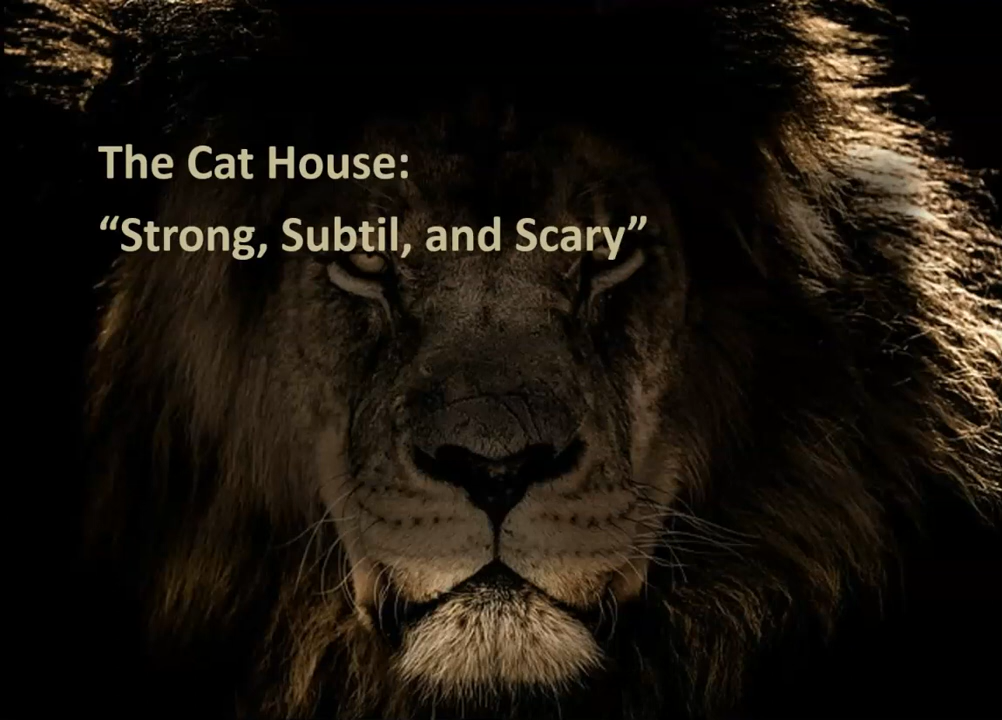 The Cat House:
“Strong, Subtil, and Scary”